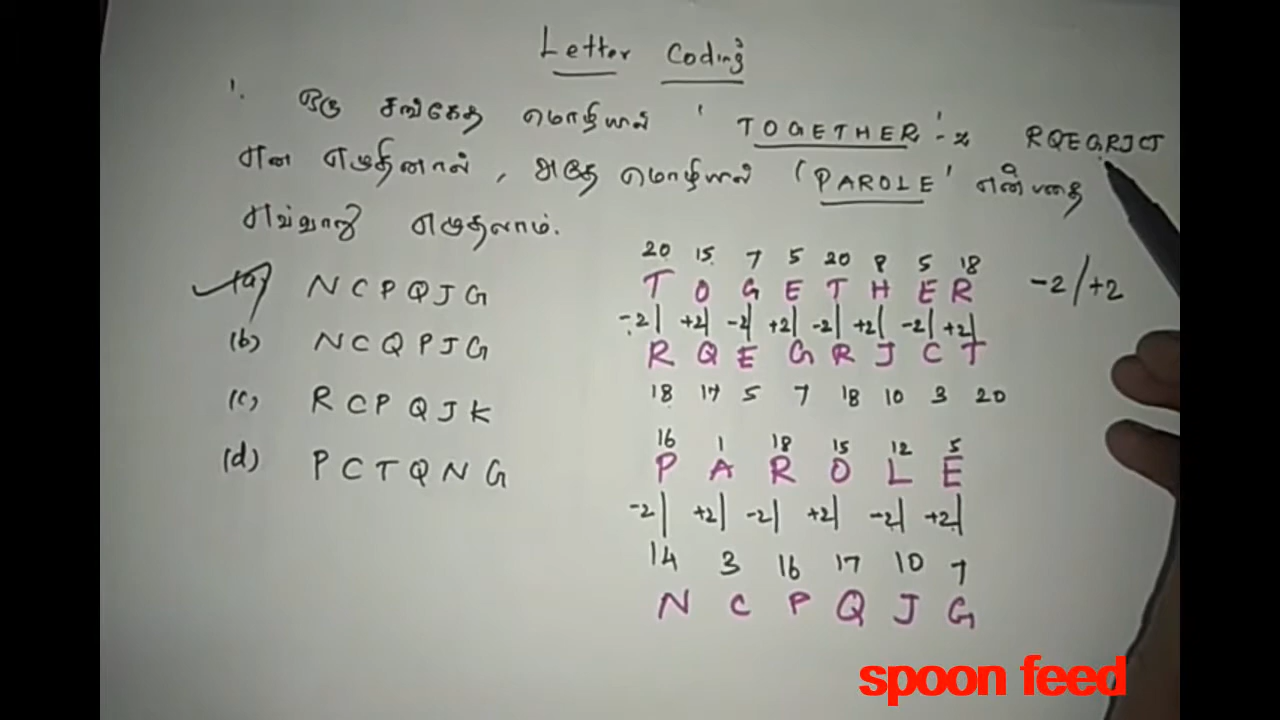 Letter Coding
1. ஒரு சங்கேத மொழியில் 'TOGETHER'-ஐ RQEGRJCT
என எழுதினால், அதே மொழியில் 'PAROLE' என்பதை
எவ்வாறு எழுதலாம்.
(a) NCPQJG
(b) NCQPJG
(c) RCPQJK
(d) PCTQNG
20 15 7 5 20 8 5 18
T O G E T H E R -2/+2
-2 +2 -2 +2 -2 +2 -2 +2
R Q E G R J C T
18 17 5 7 18 10 3 20
16 1 18 15 12 5
P A R O L E
-2 +2 -2 +2 -2 +2
14 3 16 17 10 7
N C P Q J G
spoon feed